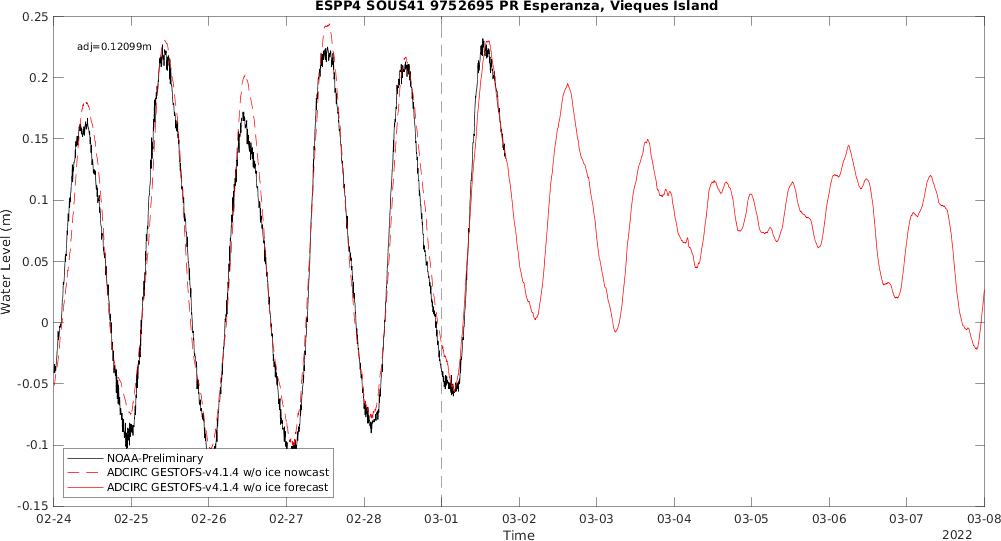 ESPP4 SOUS41 9752695 PR Esperanza, Vieques Island
0.25
adj=0.12099m
0.2
0.15
0.1
0.05
0
-0.05
-0.1
-0.15
Water Level (m)
NOAA-Preliminary
ADCIRC GESTOFS-v4.1.4 w/o ice nowcast
ADCIRC GESTOFS-v4.1.4 w/o ice forecast
02-24 02-25 02-26 02-27 02-28 03-01 03-02 03-03 03-04 03-05 03-06 03-07 03-08
Time
2022